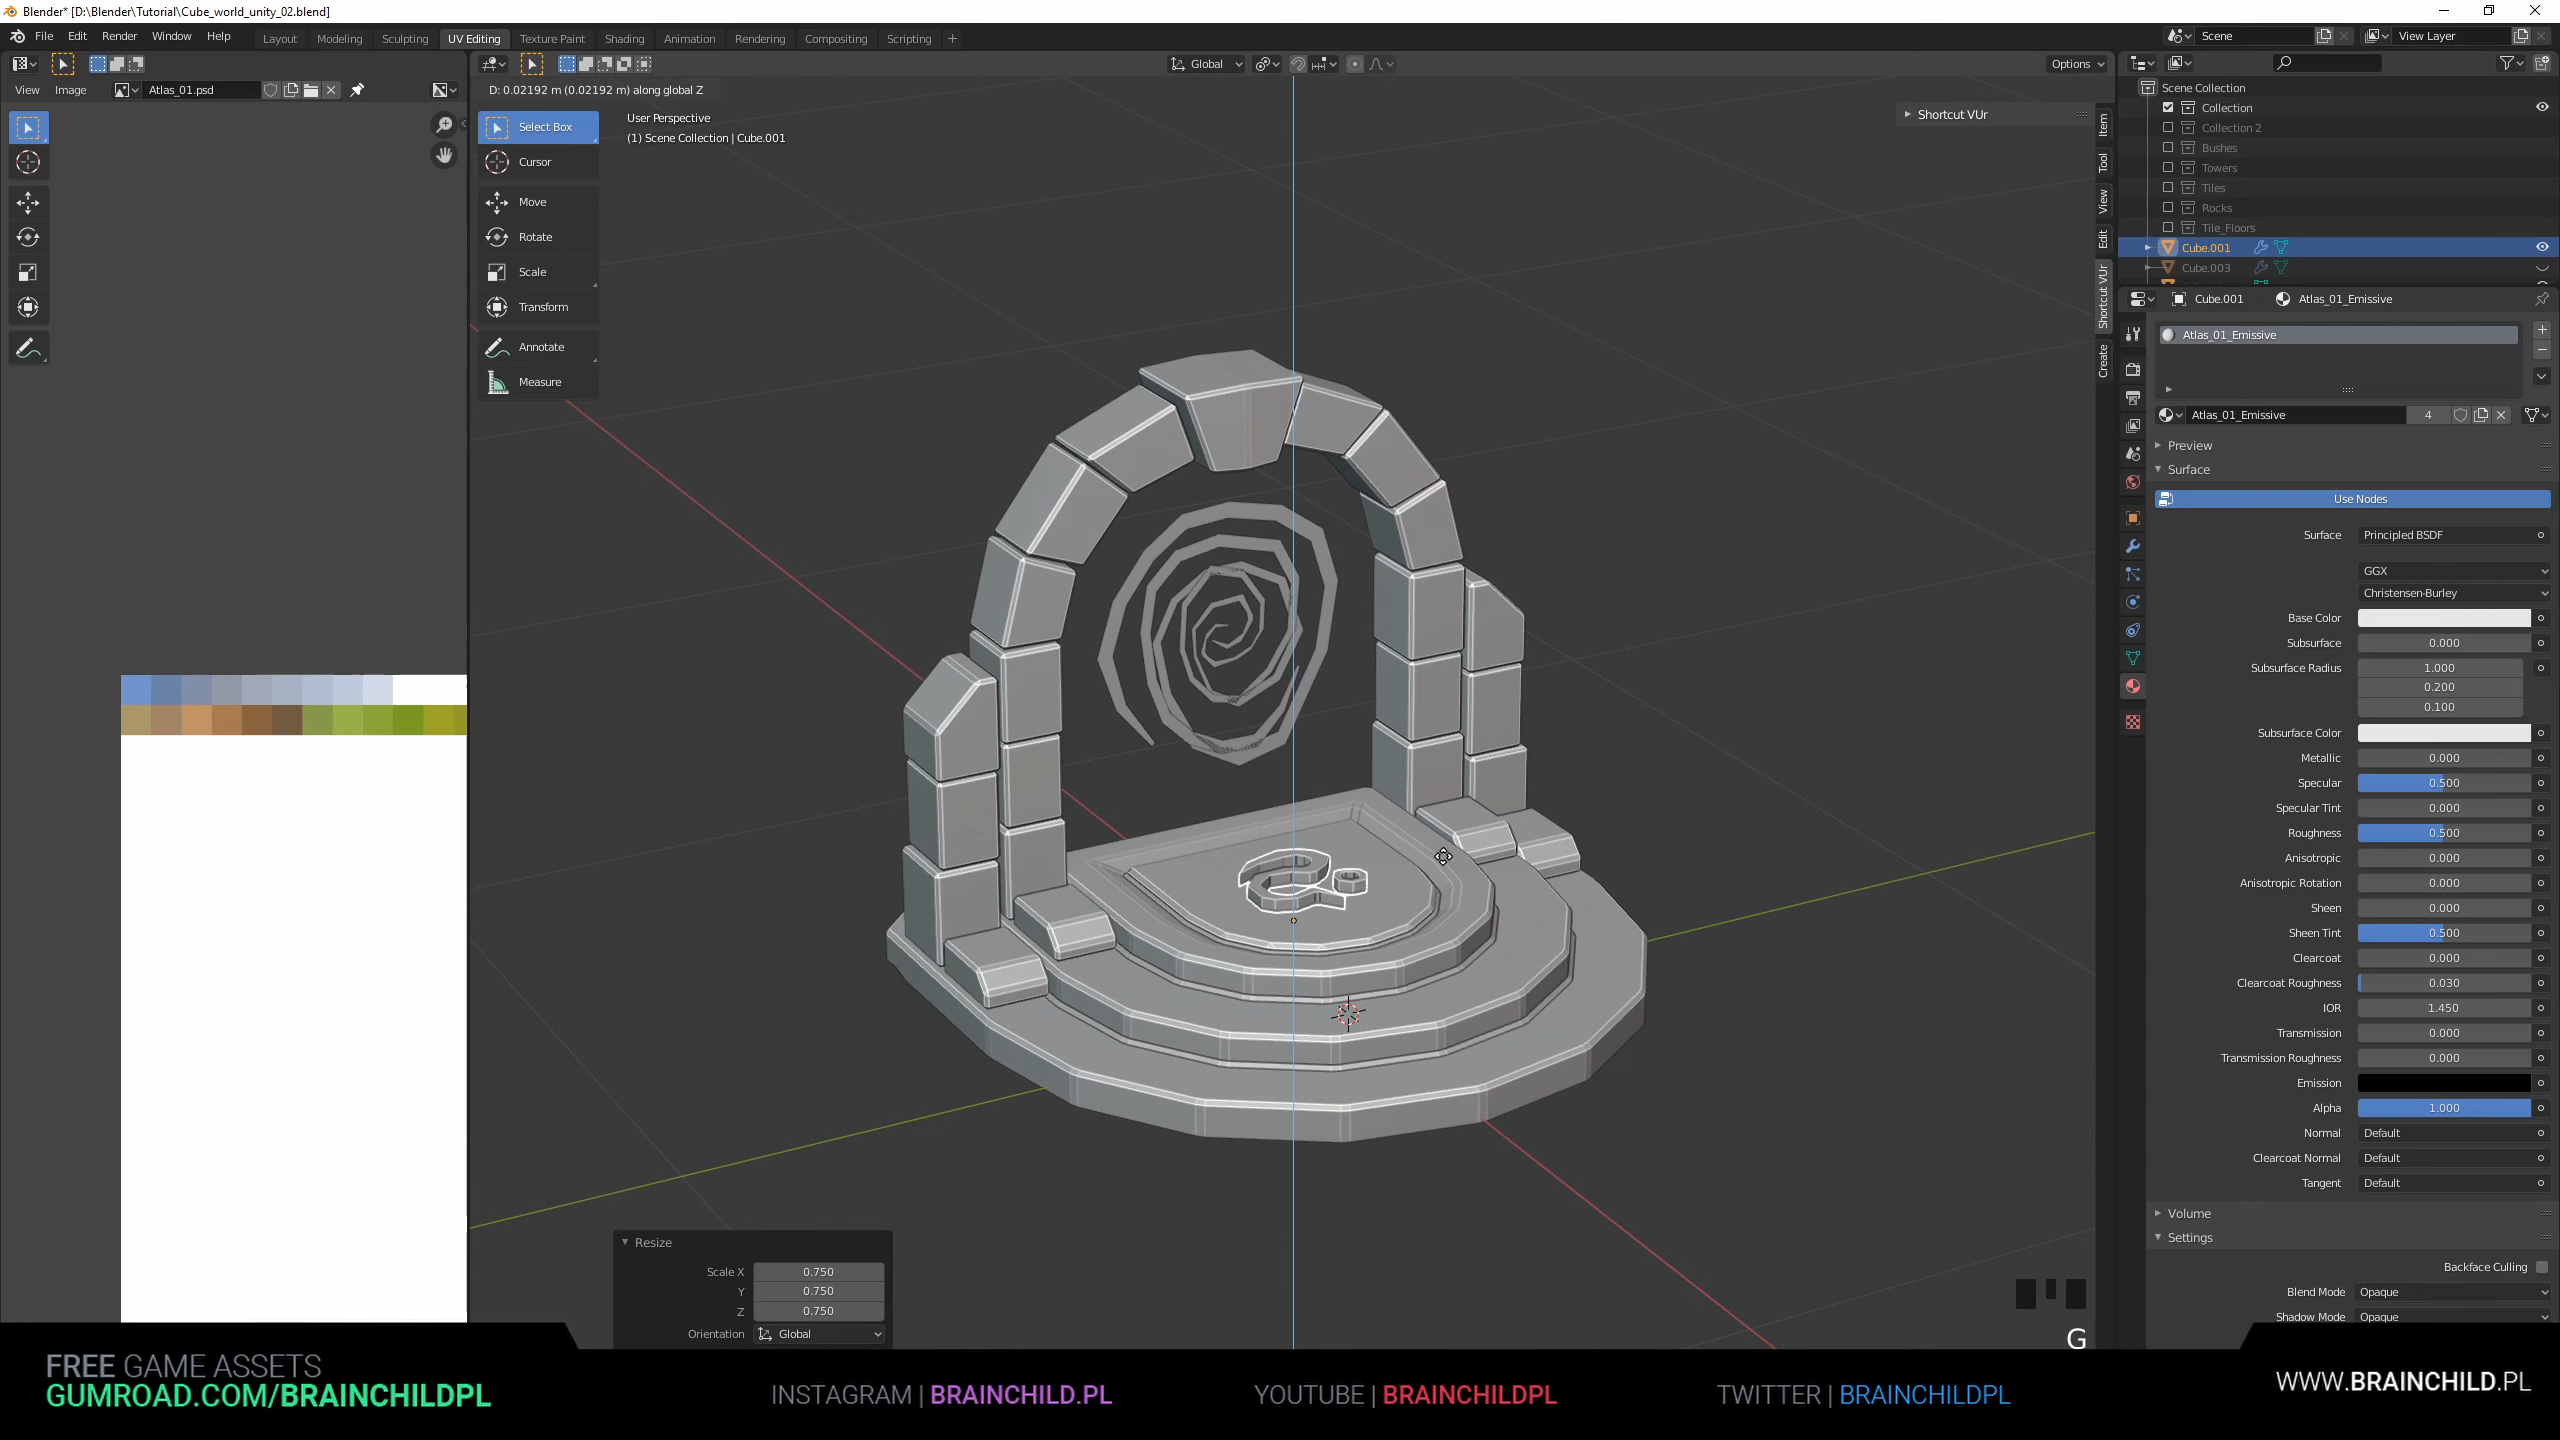 Blender* [D:\Blender\Tutorial\Cube_world_unity_02.blend]
File Edit Render Window Help
Layout Modeling Sculpting UV Editing Texture Paint Shading Animation Rendering Compositing Scripting +
Scene
View Layer
Global
Options
View Image Atlas_01.psd
D: 0.02192 m (0.02192 m) along global Z
Select Box
Cursor
Move
Rotate
Scale
Transform
Annotate
Measure
User Perspective
(1) Scene Collection | Cube.001
Shortcut VUr
Item
Tool
View
Edit
Shortcut VUr
Create
Scene Collection
Collection
Collection 2
Bushes
Towers
Tiles
Rocks
Tile_Floors
Cube.001
Cube.003
Cube.001 Atlas_01_Emissive
Atlas_01_Emissive
Atlas_01_Emissive 4
Preview
Surface
Use Nodes
Surface Principled BSDF
GGX
Christensen-Burley
Base Color
Subsurface 0.000
Subsurface Radius 1.000
0.200
0.100
Subsurface Color
Metallic 0.000
Specular 0.500
Specular Tint 0.000
Roughness 0.500
Anisotropic 0.000
Anisotropic Rotation 0.000
Sheen 0.000
Sheen Tint 0.500
Clearcoat 0.000
Clearcoat Roughness 0.030
IOR 1.450
Transmission 0.000
Transmission Roughness 0.000
Emission
Alpha 1.000
Normal Default
Clearcoat Normal Default
Tangent Default
Volume
Settings
Backface Culling
Blend Mode Opaque
Shadow Mode Opaque
Resize
Scale X 0.750
Y 0.750
Z 0.750
Orientation Global
G
FREE GAME ASSETS
GUMROAD.COM/BRAINCHILDPL
INSTAGRAM | BRAINCHILD.PL
YOUTUBE | BRAINCHILDPL
TWITTER | BRAINCHILDPL
WWW.BRAINCHILD.PL